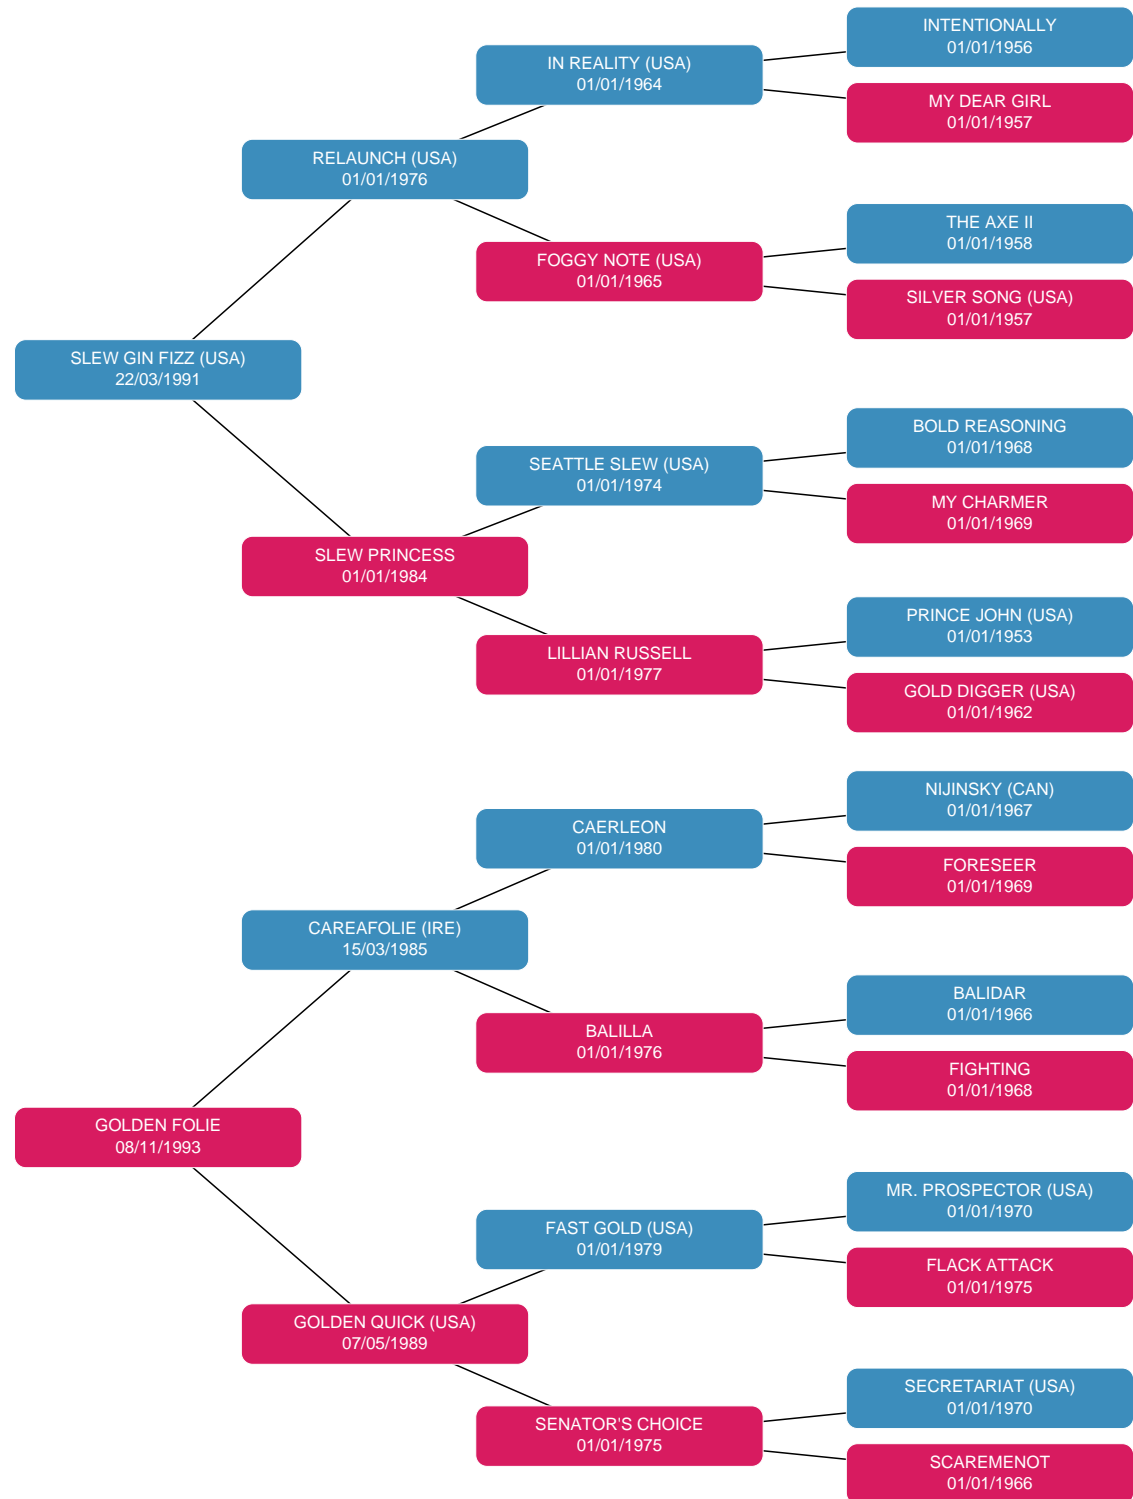 INTENTIONALLY
01/01/1956
IN REALITY (USA)
01/01/1964
MY DEAR GIRL
01/01/1957
RELAUNCH (USA)
01/01/1976
THE AXE II
01/01/1958
FOGGY NOTE (USA)
01/01/1965
SILVER SONG (USA)
01/01/1957
SLEW GIN FIZZ (USA)
22/03/1991
BOLD REASONING
01/01/1968
SEATTLE SLEW (USA)
01/01/1974
MY CHARMER
01/01/1969
SLEW PRINCESS
01/01/1984
PRINCE JOHN (USA)
01/01/1953
LILLIAN RUSSELL
01/01/1977
GOLD DIGGER (USA)
01/01/1962
NIJINSKY (CAN)
01/01/1967
CAERLEON
01/01/1980
FORESEER
01/01/1969
CAREAFOLIE (IRE)
15/03/1985
BALIDAR
01/01/1966
BALILLA
01/01/1976
FIGHTING
01/01/1968
GOLDEN FOLIE
08/11/1993
MR. PROSPECTOR (USA)
01/01/1970
FAST GOLD (USA)
01/01/1979
FLACK ATTACK
01/01/1975
GOLDEN QUICK (USA)
07/05/1989
SECRETARIAT (USA)
01/01/1970
SENATOR'S CHOICE
01/01/1975
SCAREMENOT
01/01/1966